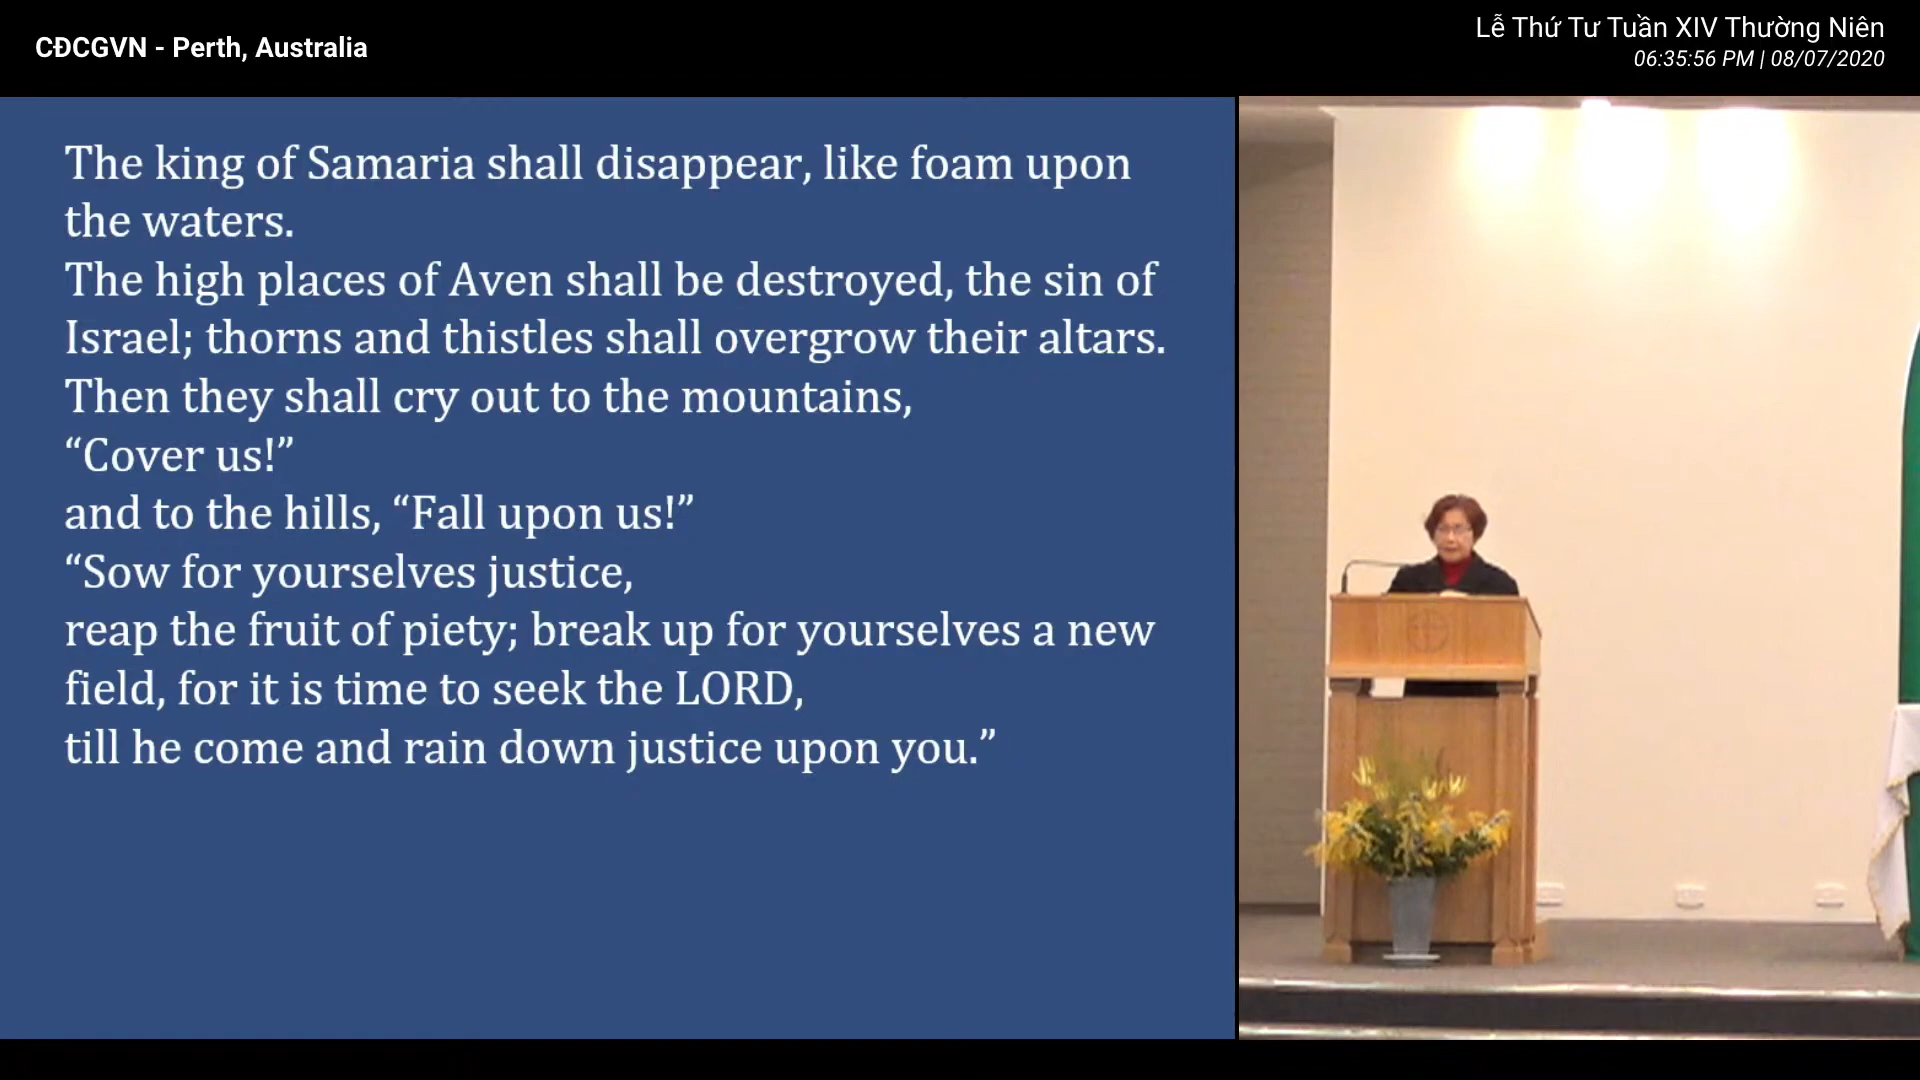 CĐCGVN - Perth, Australia
Lễ Thứ Tư Tuần XIV Thường Niên
06:35:56 PM | 08/07/2020
The king of Samaria shall disappear, like foam upon
the waters.
The high places of Aven shall be destroyed, the sin of
Israel; thorns and thistles shall overgrow their altars.
Then they shall cry out to the mountains,
“Cover us!”
and to the hills, “Fall upon us!”
“Sow for yourselves justice,
reap the fruit of piety; break up for yourselves a new
field, for it is time to seek the LORD,
till he come and rain down justice upon you.”